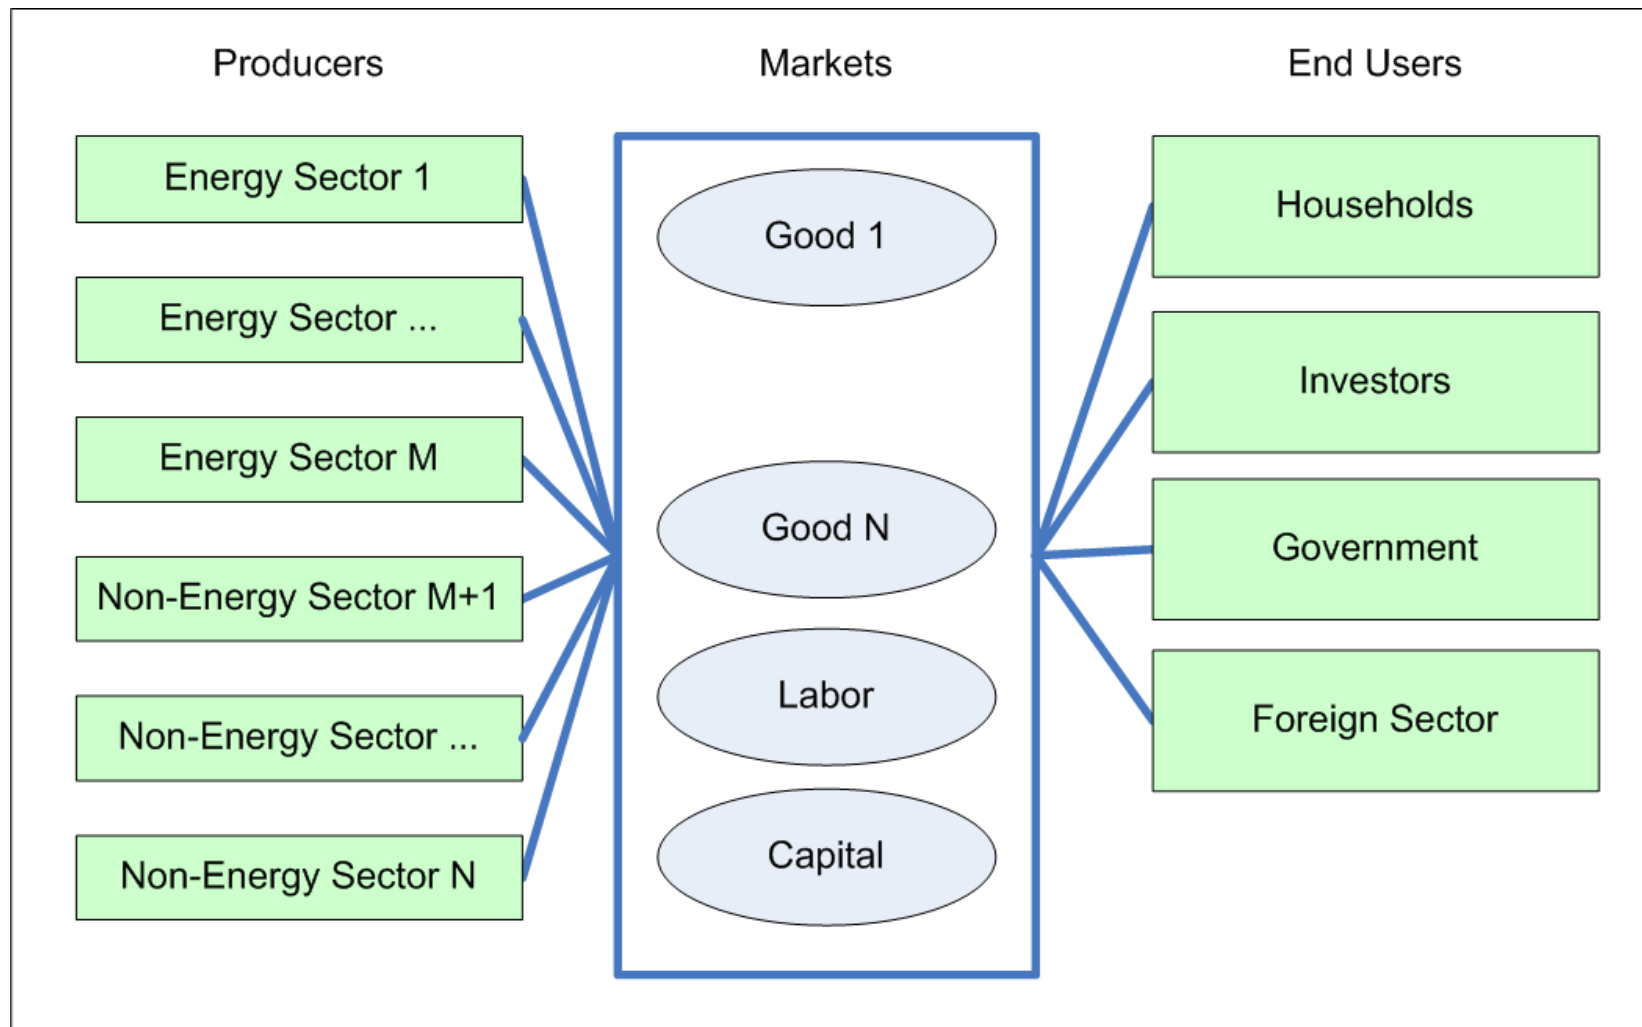 Producers
Markets
End Users
Energy Sector 1
Energy Sector ...
Energy Sector M
Non-Energy Sector M+1
Non-Energy Sector ...
Non-Energy Sector N
Good 1
Good N
Labor
Capital
Households
Investors
Government
Foreign Sector